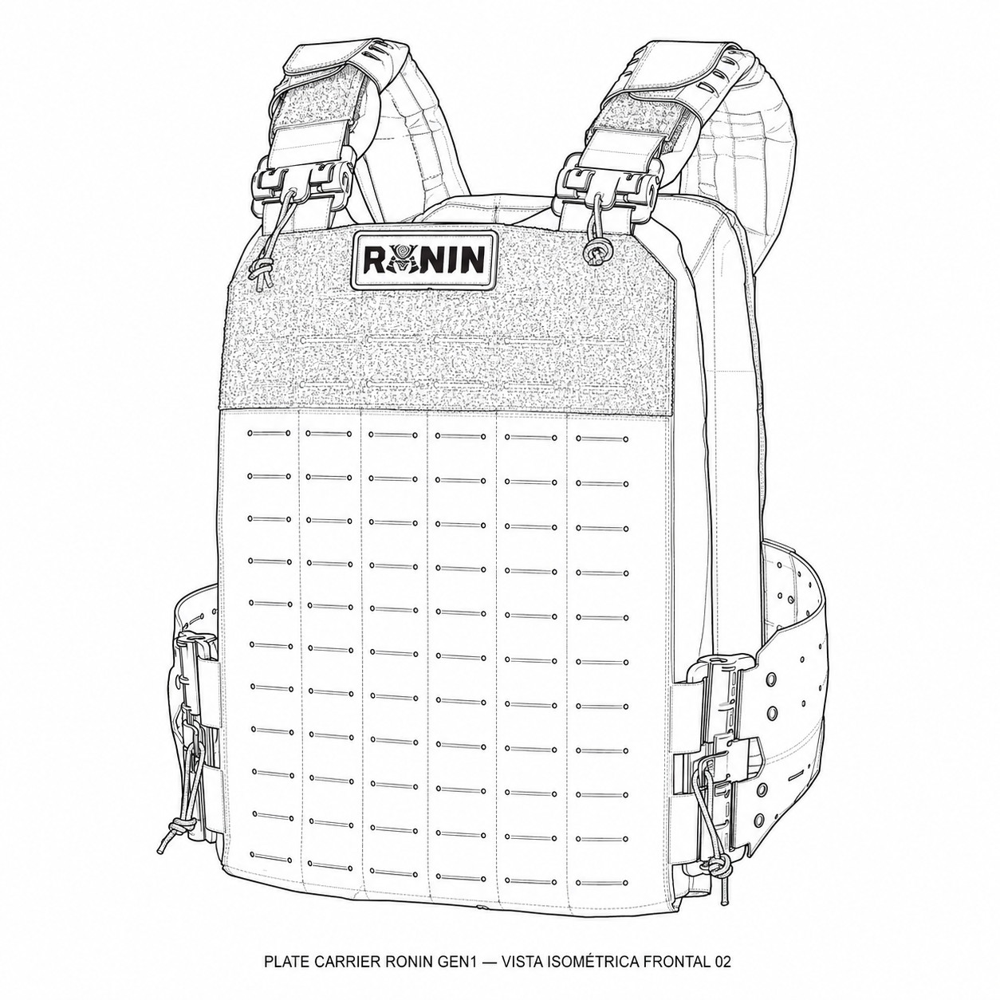 RONIN
PLATE CARRIER RONIN GEN1 — VISTA ISOMÉTRICA FRONTAL 02